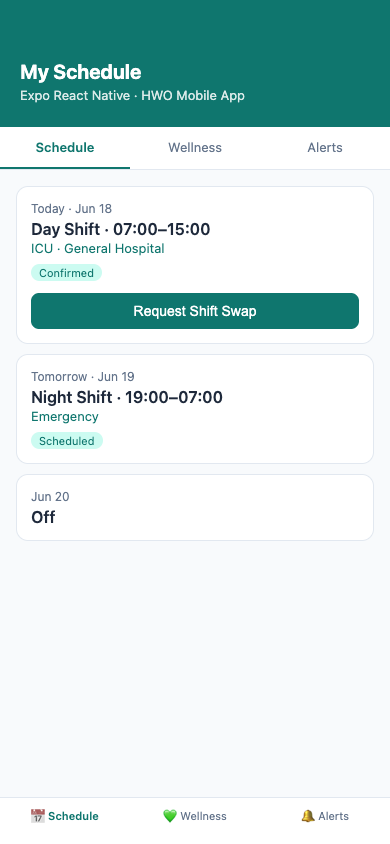 My Schedule
Expo React Native · HWO Mobile App
Schedule
Wellness
Alerts
Today · Jun 18
Day Shift · 07:00–15:00
ICU · General Hospital
Confirmed
Request Shift Swap
Tomorrow · Jun 19
Night Shift · 19:00–07:00
Emergency
Scheduled
Jun 20
Off
Schedule
Wellness
Alerts